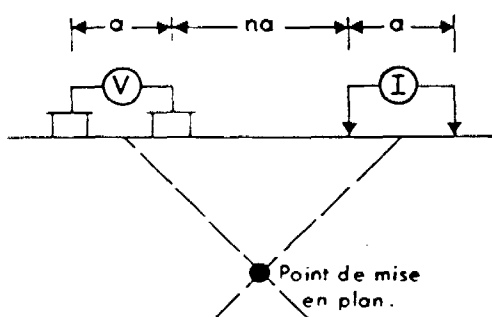 a na a
V I
Point de mise
en plan.